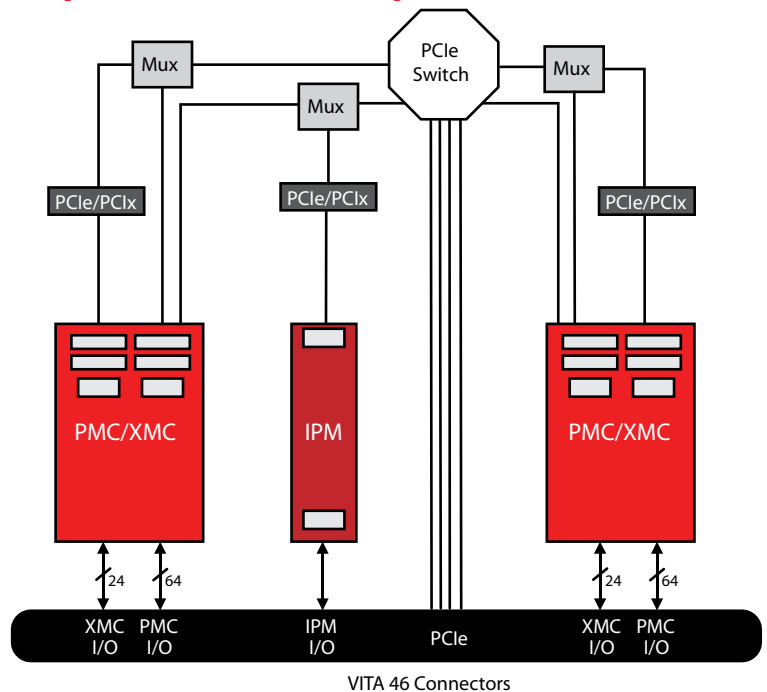 PCIe
Switch
Mux
Mux
Mux
PCIe/PCIx
PCIe/PCIx
PCIe/PCIx
PMC/XMC
IPM
PMC/XMC
24
64
24
64
XMC
I/O
PMC
I/O
IPM
I/O
PCIe
XMC
I/O
PMC
I/O
VITA 46 Connectors